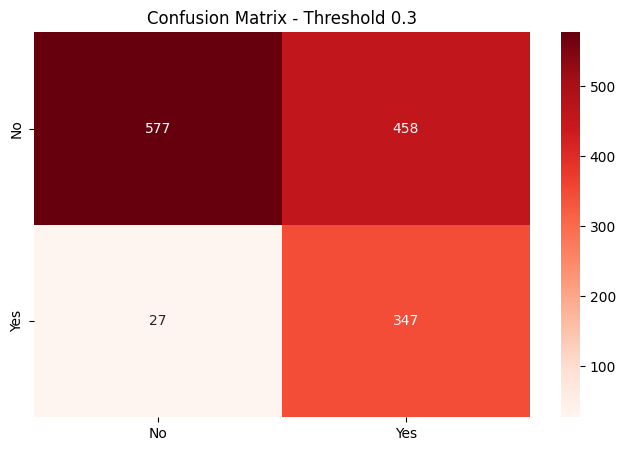 Confusion Matrix - Threshold 0.3
No
577
458
Yes
27
347
No
Yes
500
400
300
200
100